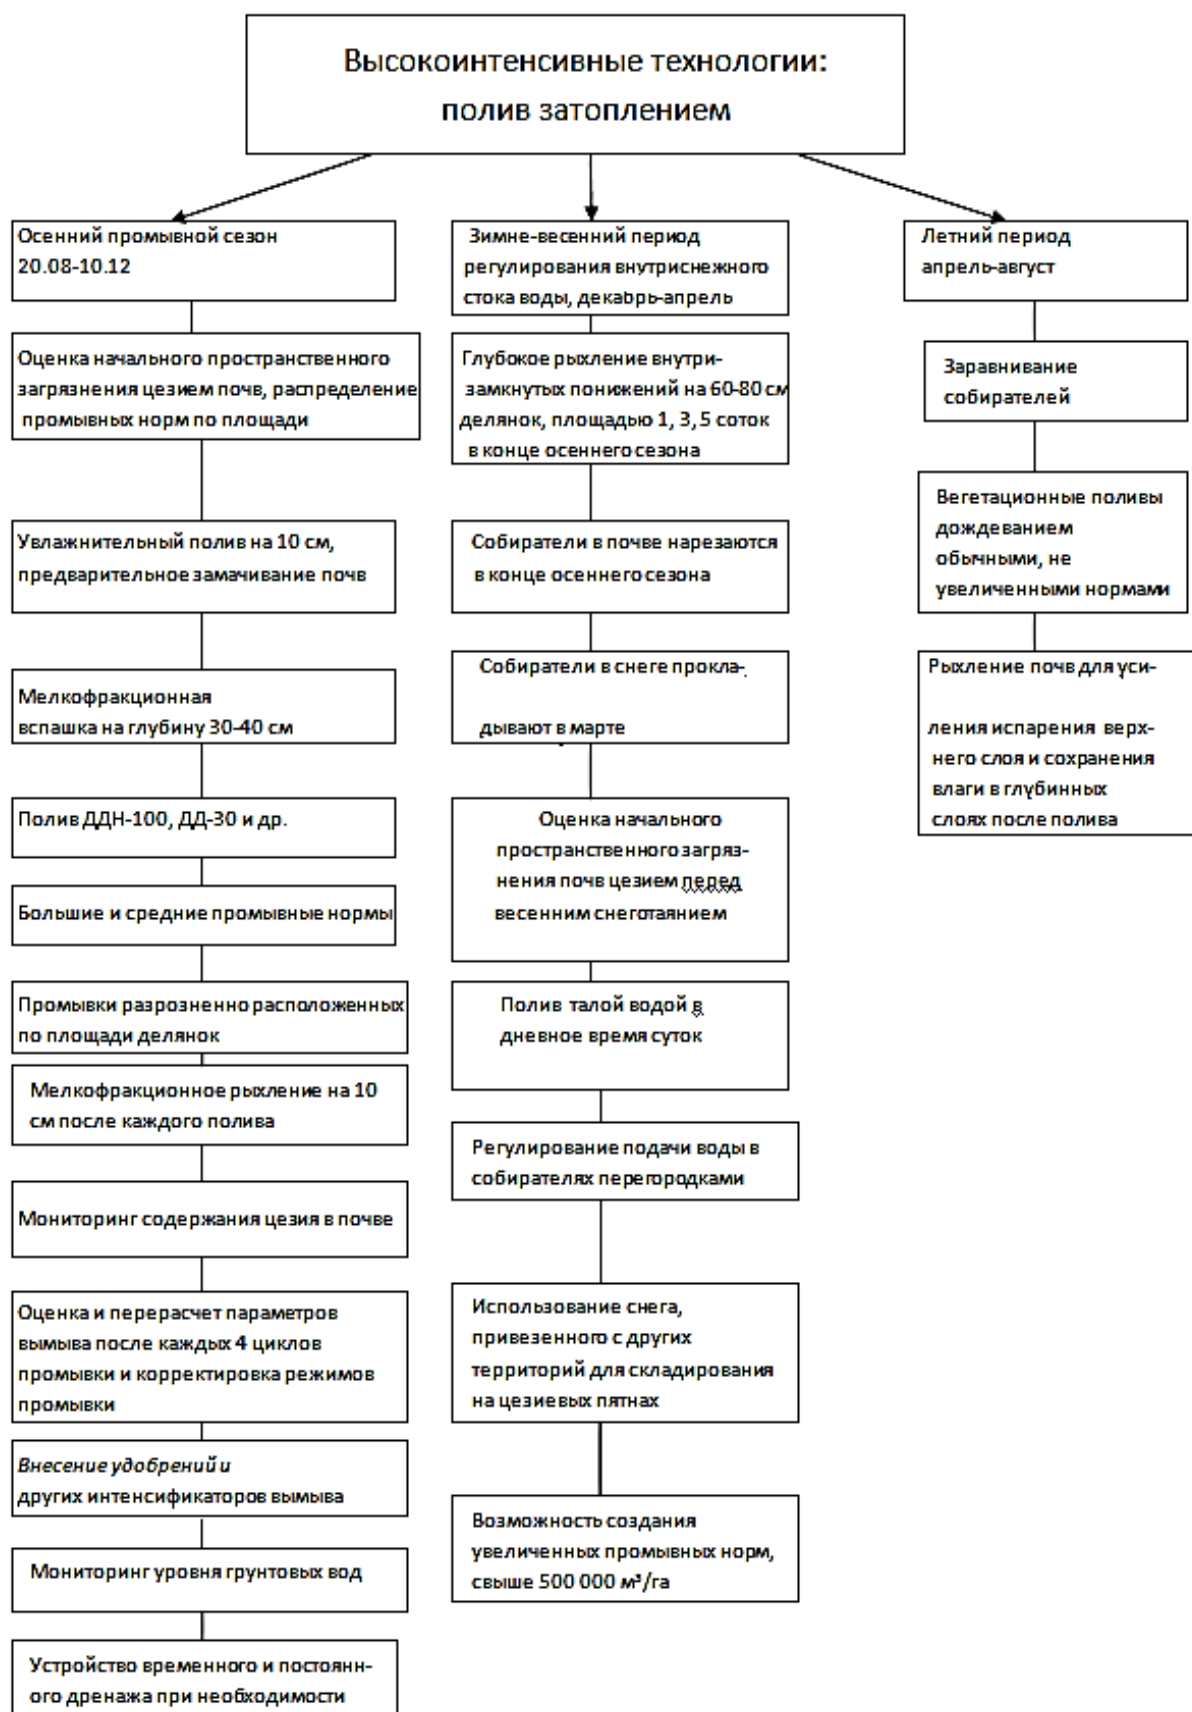 Высокоинтенсивные технологии:
полив затоплением
Осенний промывной сезон
20.08-10.12
Оценка начального пространственного
загрязнения цезием почв, распределение
промывных норм по площади
Увлажнительный полив на 10 см,
предварительное замачивание почв
Мелкофракционная
вспашка на глубину 30-40 см
Полив ДДН-100, ДД-30 и др.
Большие и средние промывные нормы
Промывки разрозненно расположенных
по площади делянок
Мелкофракционное рыхление на 10
см после каждого полива
Мониторинг содержания цезия в почве
Оценка и перерасчет параметров
вымыва после каждых 4 циклов
промывки и корректировка режимов
промывки
Внесение удобрений и
других интенсификаторов вымыва
Мониторинг уровня грунтовых вод
Устройство временного и постоянн-
ого дренажа при необходимости
Зимне-весенний период
регулирования внутриснежного
стока воды, декабрь-апрель
Глубокое рыхление внутри-
замкнутых понижений на 60-80 см
делянок, площадью 1, 3, 5 соток
в конце осеннего сезона
Собиратели в почве нарезаются
в конце осеннего сезона
Собиратели в снеге прокла-
дывают в марте
Оценка начального
пространственного загряз-
нения почв цезием перед
весенним снеготаянием
Полив талой водой в
дневное время суток
Регулирование подачи воды в
собирателях перегородками
Использование снега,
привезенного с других
территорий для складирования
на цезиевых пятнах
Возможность создания
увеличенных промывных норм,
свыше 500 000 м³/га
Летний период
апрель-август
Заравнивание
собирателей
Вегетационные поливы
дождеванием
обычными, не
увеличенными нормами
Рыхление почв для уси-
ления испарения верх-
него слоя и сохранения
влаги в глубинных
слоях после полива